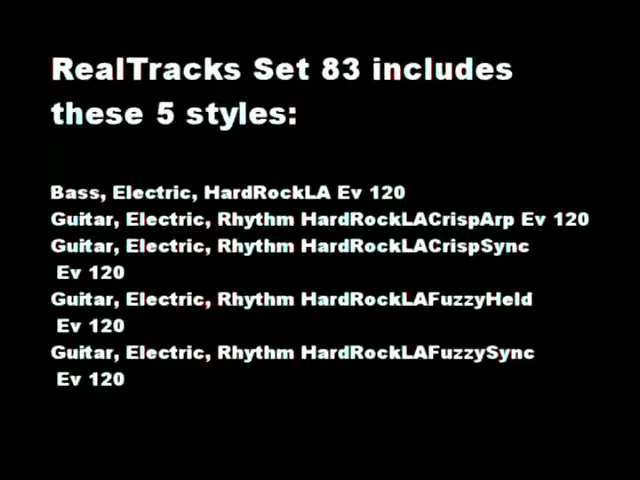 RealTracks Set 83 includes
these 5 styles:
Bass, Electric, HardRockLA Ev 120
Guitar, Electric, Rhythm HardRockLACrispArp Ev 120
Guitar, Electric, Rhythm HardRockLACrispSync
Ev 120
Guitar, Electric, Rhythm HardRockLAFuzzyHeld
Ev 120
Guitar, Electric, Rhythm HardRockLAFuzzySync
Ev 120